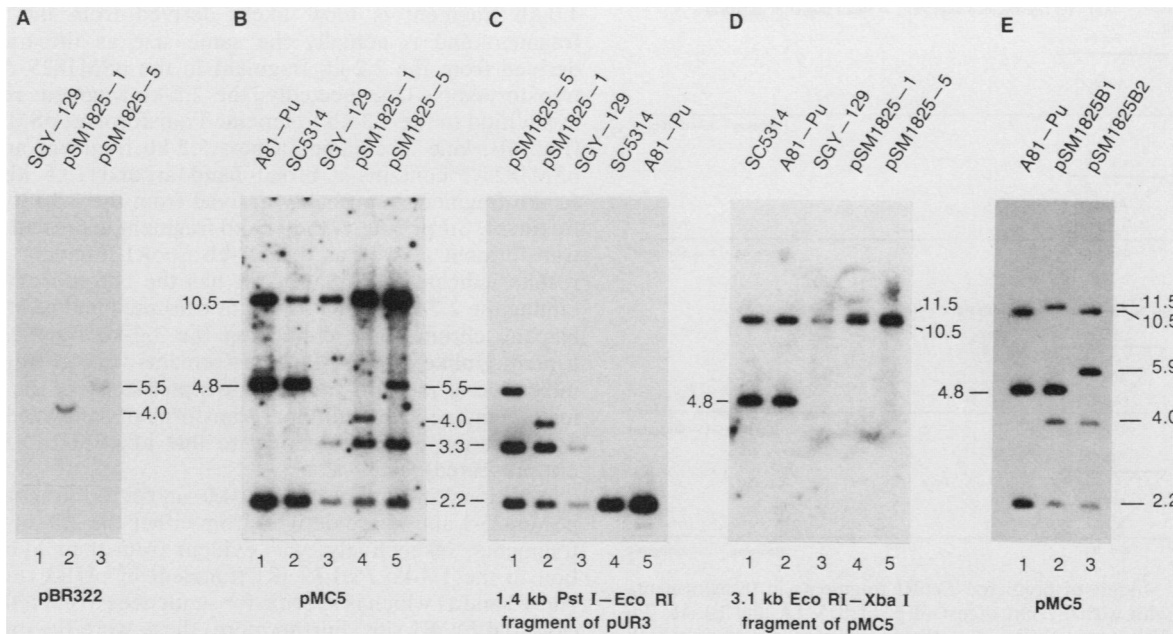 A
SGY-129
pSM1825--1
pSM1825--5
5.5
4.0
1 2 3
pBR322
B
A81-Pu
SC5314
SGY-129
pSM1825--1
pSM1825--5
10.5
4.8
5.5
4.0
3.3
2.2
1 2 3 4 5
pMC5
C
pSM1825--5
pSM1825--1
SGY-129
SC5314
A81-Pu
1 2 3 4 5
1.4 kb Pst I-Eco RI
fragment of pUR3
D
SC5314
A81-Pu
SGY-129
pSM1825--1
pSM1825--5
11.5
10.5
4.8
1 2 3 4 5
3.1 kb Eco RI-Xba I
fragment of pMC5
E
A81-Pu
pSM1825B1
pSM1825B2
11.5
10.5
5.9
4.8
4.0
2.2
1 2 3
pMC5